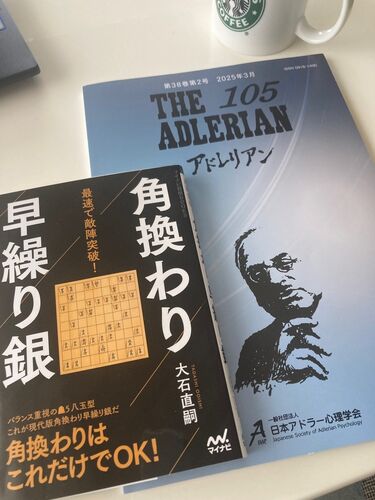 COFFEE
第38巻第2号 2025年3月
THE 105
ADLERIAN
アドレリアン
一般社団法人
日本アドラー心理学会
Japanese Society of Adlerian Psychology
角換わり
早繰り銀
最速で敵陣突破!
大石直嗣
バランス重視の☗5八玉型
これが現代版角換わり早繰り銀だ
角換わりは
これだけでOK!
マイナビ